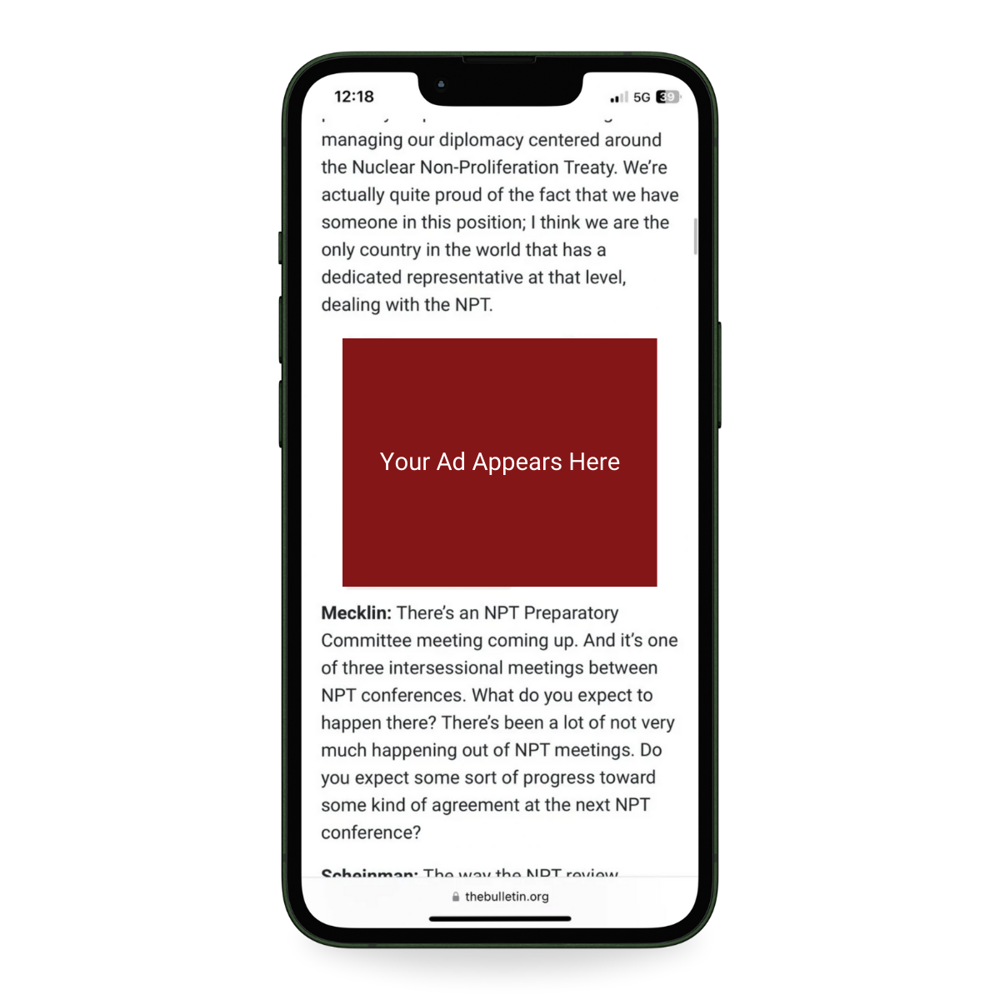 12:18
5G
39
managing our diplomacy centered around
the Nuclear Non-Proliferation Treaty. We’re
actually quite proud of the fact that we have
someone in this position; I think we are the
only country in the world that has a
dedicated representative at that level,
dealing with the NPT.
Your Ad Appears Here
Mecklin: There’s an NPT Preparatory
Committee meeting coming up. And it’s one
of three intersessional meetings between
NPT conferences. What do you expect to
happen there? There’s been a lot of not very
much happening out of NPT meetings. Do
you expect some sort of progress toward
some kind of agreement at the next NPT
conference?
Scheinman: The way the NPT review
thebulletin.org